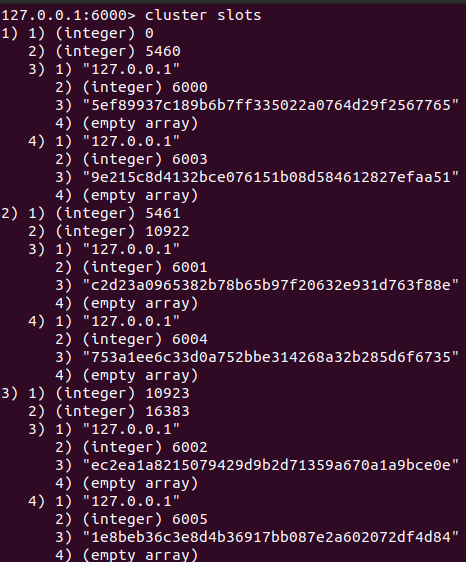 127.0.0.1:6000> cluster slots
1) 1) (integer) 0
   2) (integer) 5460
   3) 1) "127.0.0.1"
      2) (integer) 6000
      3) "5ef89937c189b6b7ff335022a0764d29f2567765"
      4) (empty array)
   4) 1) "127.0.0.1"
      2) (integer) 6003
      3) "9e215c8d4132bce076151b08d584612827efaa51"
      4) (empty array)
2) 1) (integer) 5461
   2) (integer) 10922
   3) 1) "127.0.0.1"
      2) (integer) 6001
      3) "c2d23a0965382b78b65b97f20632e931d763f88e"
      4) (empty array)
   4) 1) "127.0.0.1"
      2) (integer) 6004
      3) "753a1ee6c33d0a752bbe314268a32b285d6f6735"
      4) (empty array)
3) 1) (integer) 10923
   2) (integer) 16383
   3) 1) "127.0.0.1"
      2) (integer) 6002
      3) "ec2ea1a8215079429d9b2d71359a670a1a9bce0e"
      4) (empty array)
   4) 1) "127.0.0.1"
      2) (integer) 6005
      3) "1e8beb36c3e8d4b36917bb087e2a602072df4d84"
      4) (empty array)